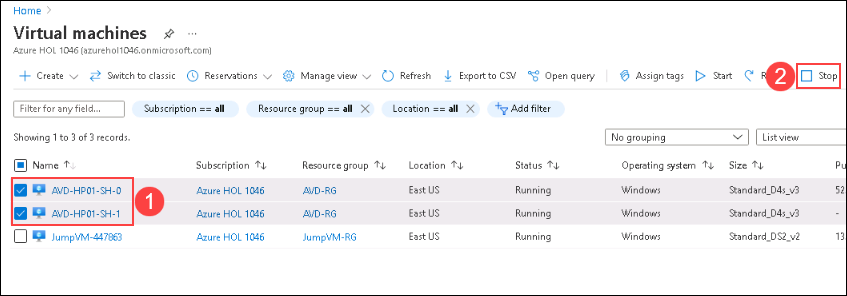 Home
Virtual machines
Azure HOL 1046 (azurehol1046.onmicrosoft.com)
Create Switch to classic Reservations Manage view Refresh Export to CSV Open query Assign tags Start 2 Stop
Filter for any field... Subscription == all Resource group == all Location == all Add filter
Showing 1 to 3 of 3 records. No grouping List view
Name Subscription Resource group Location Status Operating system Size
AVD-HP01-SH-0 Azure HOL 1046 AVD-RG East US Running Windows Standard_D4s_v3 52
AVD-HP01-SH-1 Azure HOL 1046 AVD-RG East US Running Windows Standard_D4s_v3 -
1
JumpVM-447863 Azure HOL 1046 JumpVM-RG East US Running Windows Standard_DS2_v2 13